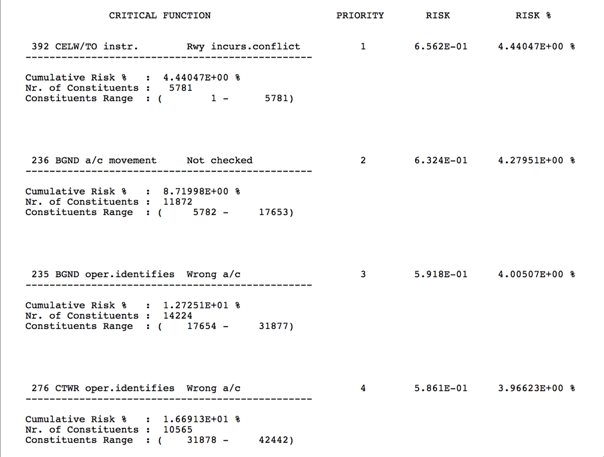 CRITICAL FUNCTION PRIORITY RISK RISK %
392 CELW/TO instr. Rwy incurs.conflict 1 6.562E-01 4.44047E+00 %
------------------------------------------------
Cumulative Risk % : 4.44047E+00 %
Nr. of Constituents : 5781
Constituents Range : ( 1 - 5781)
236 BGND a/c movement Not checked 2 6.324E-01 4.27951E+00 %
------------------------------------------------
Cumulative Risk % : 8.71998E+00 %
Nr. of Constituents : 11872
Constituents Range : ( 5782 - 17653)
235 BGND oper.identifies Wrong a/c 3 5.918E-01 4.00507E+00 %
------------------------------------------------
Cumulative Risk % : 1.27251E+01 %
Nr. of Constituents : 14224
Constituents Range : ( 17654 - 31877)
276 CTWR oper.identifies Wrong a/c 4 5.861E-01 3.96623E+00 %
------------------------------------------------
Cumulative Risk % : 1.66913E+01 %
Nr. of Constituents : 10565
Constituents Range : ( 31878 - 42442)